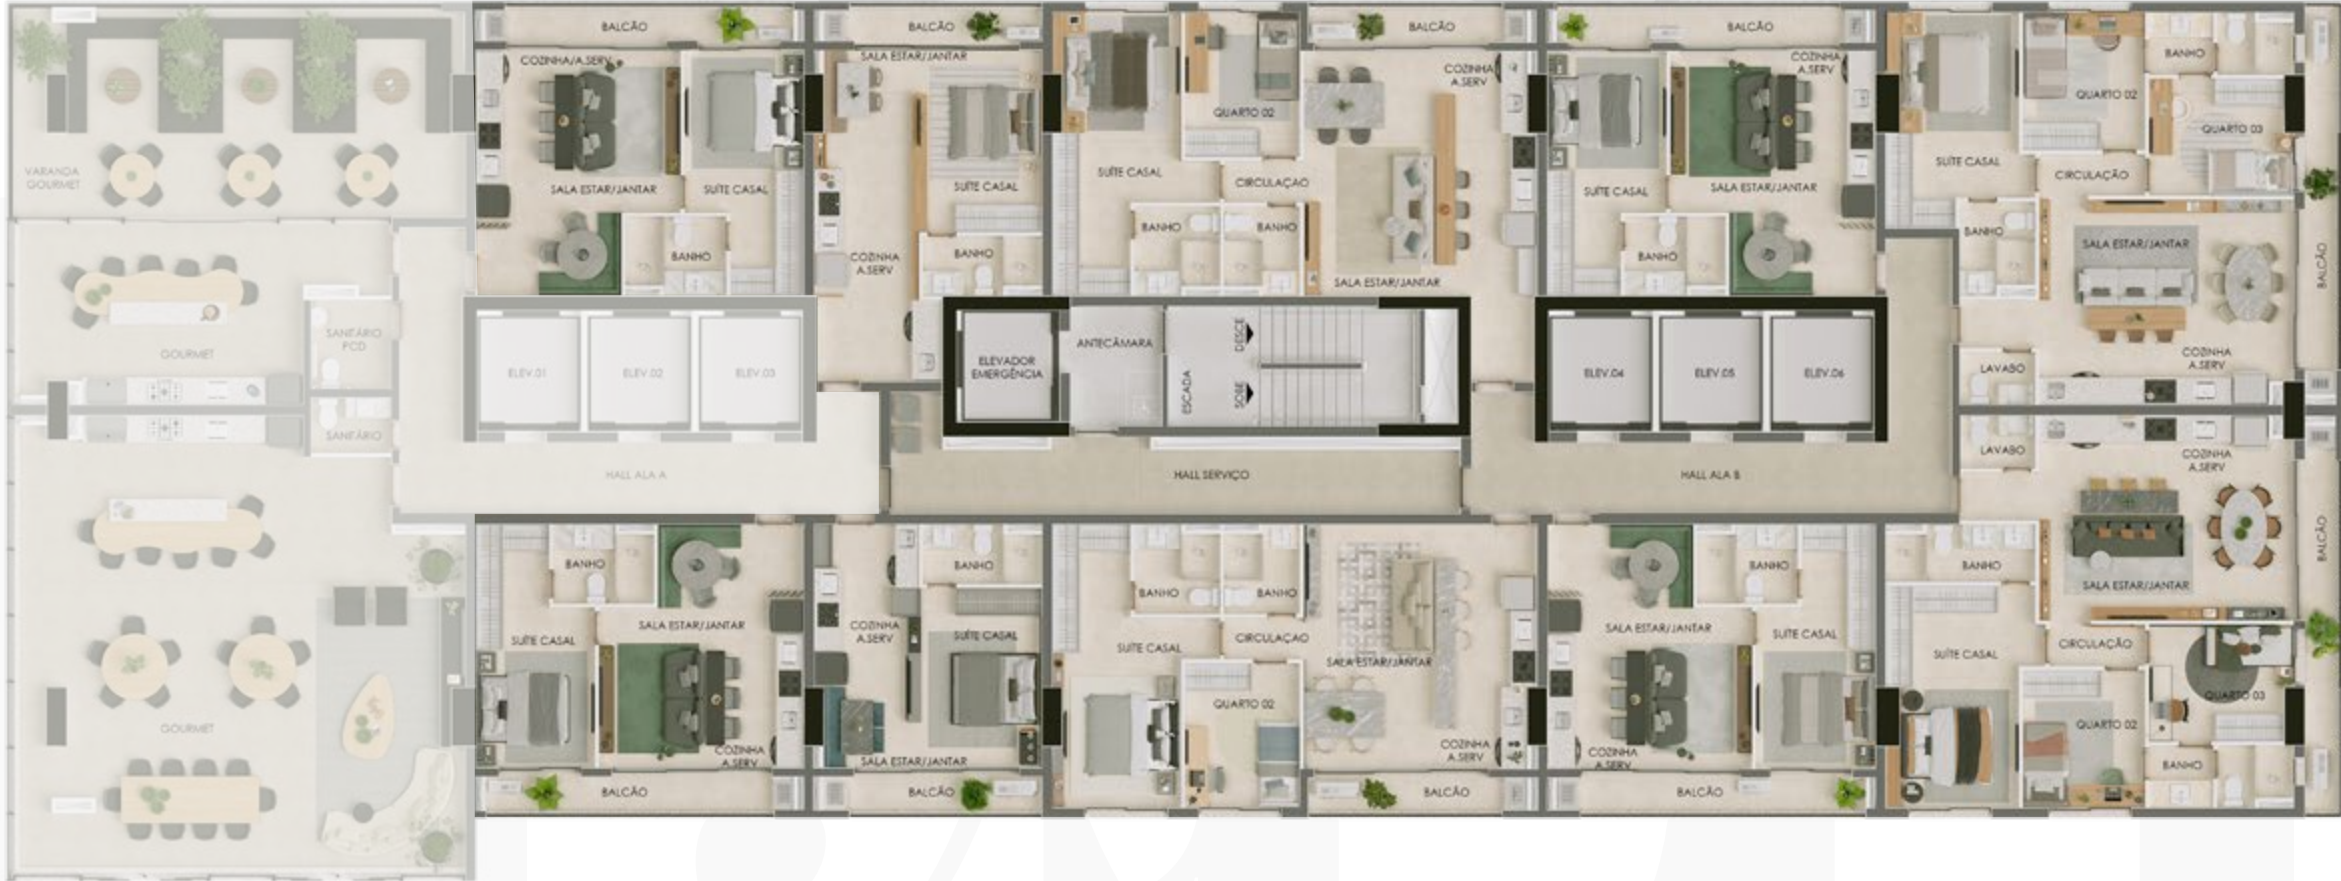 BALCÃO
BALCÃO
BALCÃO
BALCÃO
COZINHA/A.SERV
SALA ESTAR/JANTAR
COZINHA
A.SERV
COZINHA
A.SERV
BANHO
QUARTO 02
QUARTO 02
QUARTO 03
VARANDA
GOURMET
SALA ESTAR/JANTAR
SUÍTE CASAL
SUÍTE CASAL
SUÍTE CASAL
CIRCULAÇÃO
SUÍTE CASAL
SALA ESTAR/JANTAR
SUÍTE CASAL
CIRCULAÇÃO
BANHO
COZINHA
A.SERV
BANHO
BANHO
BANHO
BANHO
BANHO
SALA ESTAR/JANTAR
BALCÃO
SALA ESTAR/JANTAR
GOURMET
SANITÁRIO
PCD
ELEV.01
ELEV.02
ELEV.03
ELEVADOR
EMERGÊNCIA
ANTECÂMARA
ESCADA
DESCE
SOBE
ELEV.04
ELEV.05
ELEV.06
COZINHA
A.SERV
LAVABO
SANITÁRIO
LAVABO
COZINHA
A.SERV
HALL ALA A
HALL SERVIÇO
HALL ALA B
BALCÃO
BANHO
BANHO
BANHO
BANHO
BANHO
BANHO
SALA ESTAR/JANTAR
SUÍTE CASAL
SALA ESTAR/JANTAR
COZINHA
A.SERV
SUÍTE CASAL
SUÍTE CASAL
CIRCULAÇÃO
SALA ESTAR/JANTAR
SALA ESTAR/JANTAR
SUÍTE CASAL
SUÍTE CASAL
CIRCULAÇÃO
GOURMET
QUARTO 02
QUARTO 02
QUARTO 03
COZINHA
A.SERV
SALA ESTAR/JANTAR
COZINHA
A.SERV
COZINHA
A.SERV
BANHO
BALCÃO
BALCÃO
BALCÃO
BALCÃO